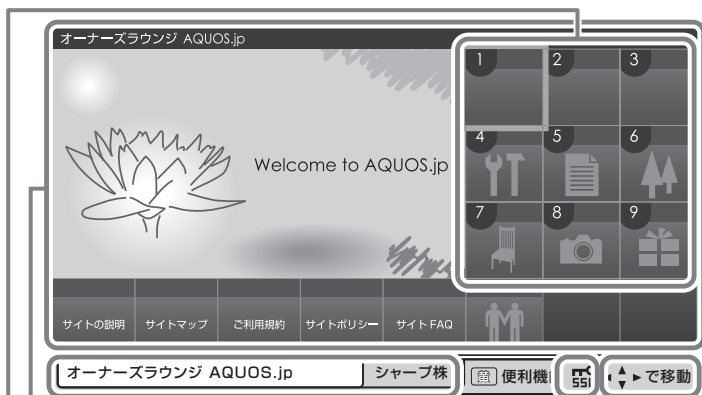 オーナーズラウンジ AQUOS.jp
1 2 3
Welcome to AQUOS.jp
4 5 6
7 8 9
サイトの説明 サイトマップ ご利用規約 サイトポリシー サイト FAQ
オーナーズラウンジ AQUOS.jp シャープ株 黄 便利機 SSl で移動